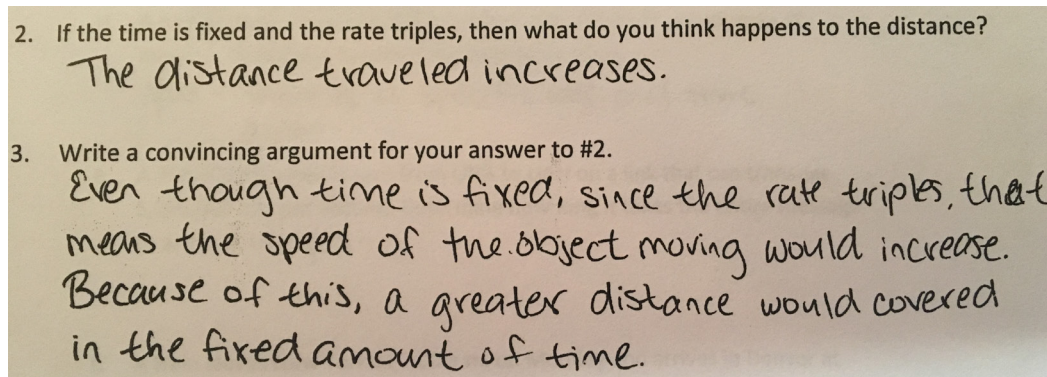 2. If the time is fixed and the rate triples, then what do you think happens to the distance?
The distance traveled increases.
3. Write a convincing argument for your answer to #2.
Even though time is fixed, since the rate triples, that
means the speed of the object moving would increase.
Because of this, a greater distance would covered
in the fixed amount of time.